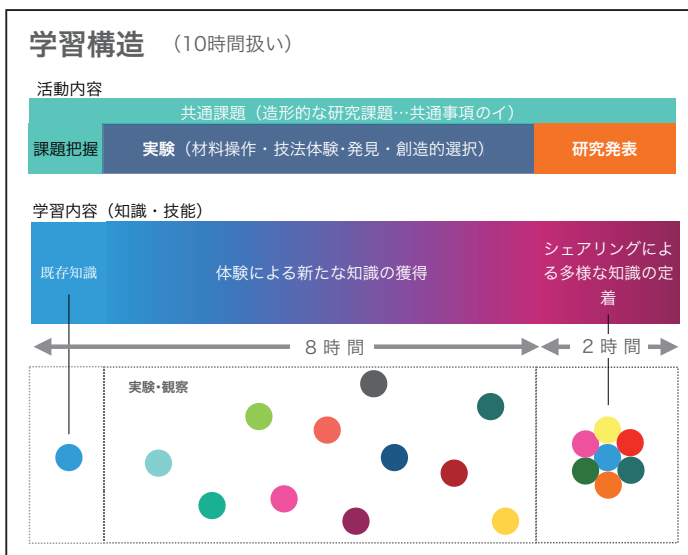 学習構造 （10時間扱い）
活動内容
共通課題（造形的な研究課題…共通事項のイ）
課題把握 実験（材料操作・技法体験・発見・創造的選択） 研究発表
学習内容（知識・技能）
既存知識 体験による新たな知識の獲得
シェアリングによ
る多様な知識の定
着
8時間 2時間
実験・観察